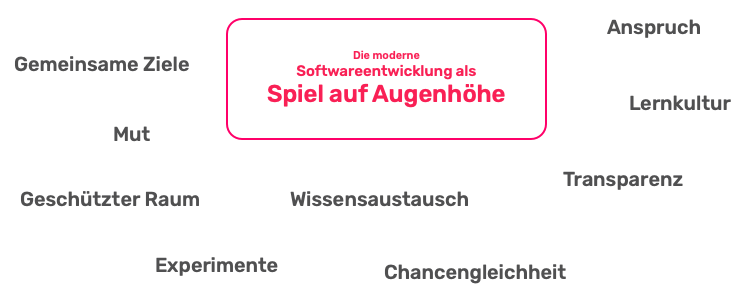 Anspruch
Die moderne
Softwareentwicklung als
Spiel auf Augenhöhe
Gemeinsame Ziele
Lernkultur
Mut
Transparenz
Geschützter Raum
Wissensaustausch
Experimente
Chancengleichheit